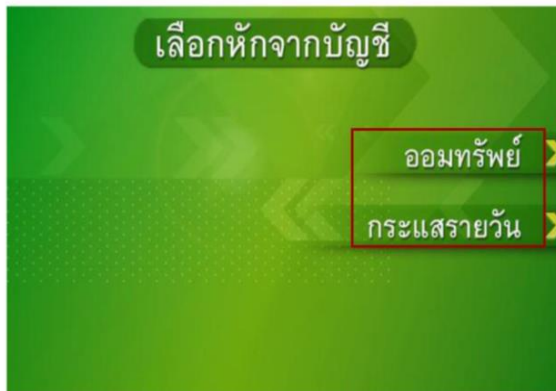 เลือกหักจากบัญชี
ออมทรัพย์
กระแสรายวัน